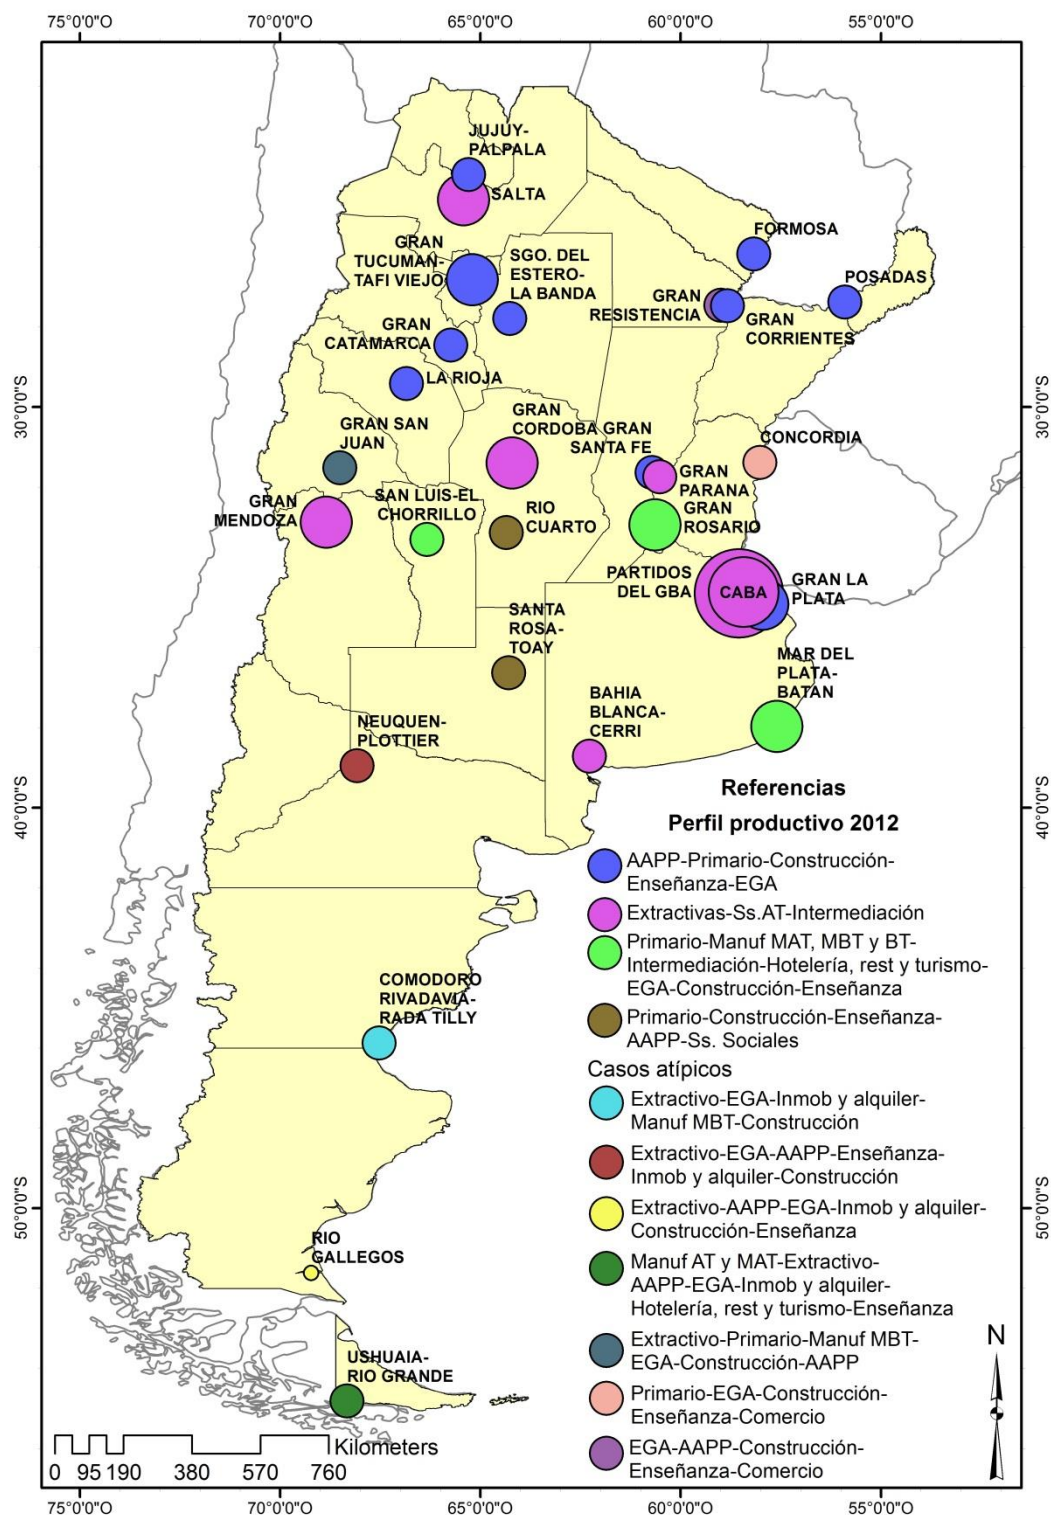 75°0'0"O 70°0'0"O 65°0'0"O 60°0'0"O 55°0'0"O
JUJUY-
PALPALA
SALTA
FORMOSA
GRAN
TUCUMAN-
TAFI VIEJO
SGO. DEL
ESTERO-
LA BANDA
POSADAS
GRAN
RESISTENCIA
GRAN
CORRIENTES
GRAN
CATAMARCA
LA RIOJA
30°0'0"S
30°0'0"S
GRAN SAN
JUAN
GRAN
CORDOBA
GRAN
SANTA FE
CONCORDIA
GRAN
PARANA
GRAN
MENDOZA
SAN LUIS-EL
CHORRILLO
RIO
CUARTO
GRAN
ROSARIO
PARTIDOS
DEL GBA
CABA
GRAN LA
PLATA
SANTA
ROSA-
TOAY
MAR DEL
PLATA-
BATAN
BAHIA
BLANCA-
CERRI
NEUQUEN-
PLOTTIER
40°0'0"S
40°0'0"S
Referencias
Perfil productivo 2012
AAPP-Primario-Construcción-
Enseñanza-EGA
Extractivas-Ss.AT-Intermediación
Primario-Manuf MAT, MBT y BT-
Intermediación-Hotelería, rest y turismo-
EGA-Construcción-Enseñanza
Primario-Construcción-Enseñanza-
AAPP-Ss. Sociales
Casos atípicos
Extractivo-EGA-Inmob y alquiler-
Manuf MBT-Construcción
Extractivo-EGA-AAPP-Enseñanza-
Inmob y alquiler-Construcción
Extractivo-AAPP-EGA-Inmob y alquiler-
Construcción-Enseñanza
Manuf AT y MAT-Extractivo-
AAPP-EGA-Inmob y alquiler-
Hotelería, rest y turismo-Enseñanza
Extractivo-Primario-Manuf MBT-
EGA-Construcción-AAPP
Primario-EGA-Construcción-
Enseñanza-Comercio
EGA-AAPP-Construcción-
Enseñanza-Comercio
COMODORO
RIVADAVIA-
RADA TILLY
50°0'0"S
50°0'0"S
RIO
GALLEGOS
USHUAIA-
RIO GRANDE
N
Kilometers
0 95 190 380 570 760
75°0'0"O 70°0'0"O 65°0'0"O 60°0'0"O 55°0'0"O